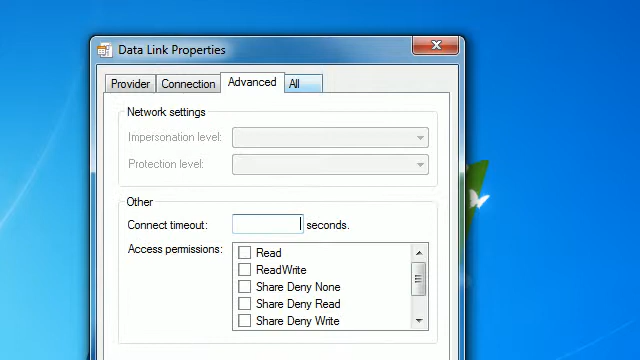 Data Link Properties
Provider Connection Advanced All
Network settings
Impersonation level:
Protection level:
Other
Connect timeout: seconds.
Access permissions:
Read
ReadWrite
Share Deny None
Share Deny Read
Share Deny Write